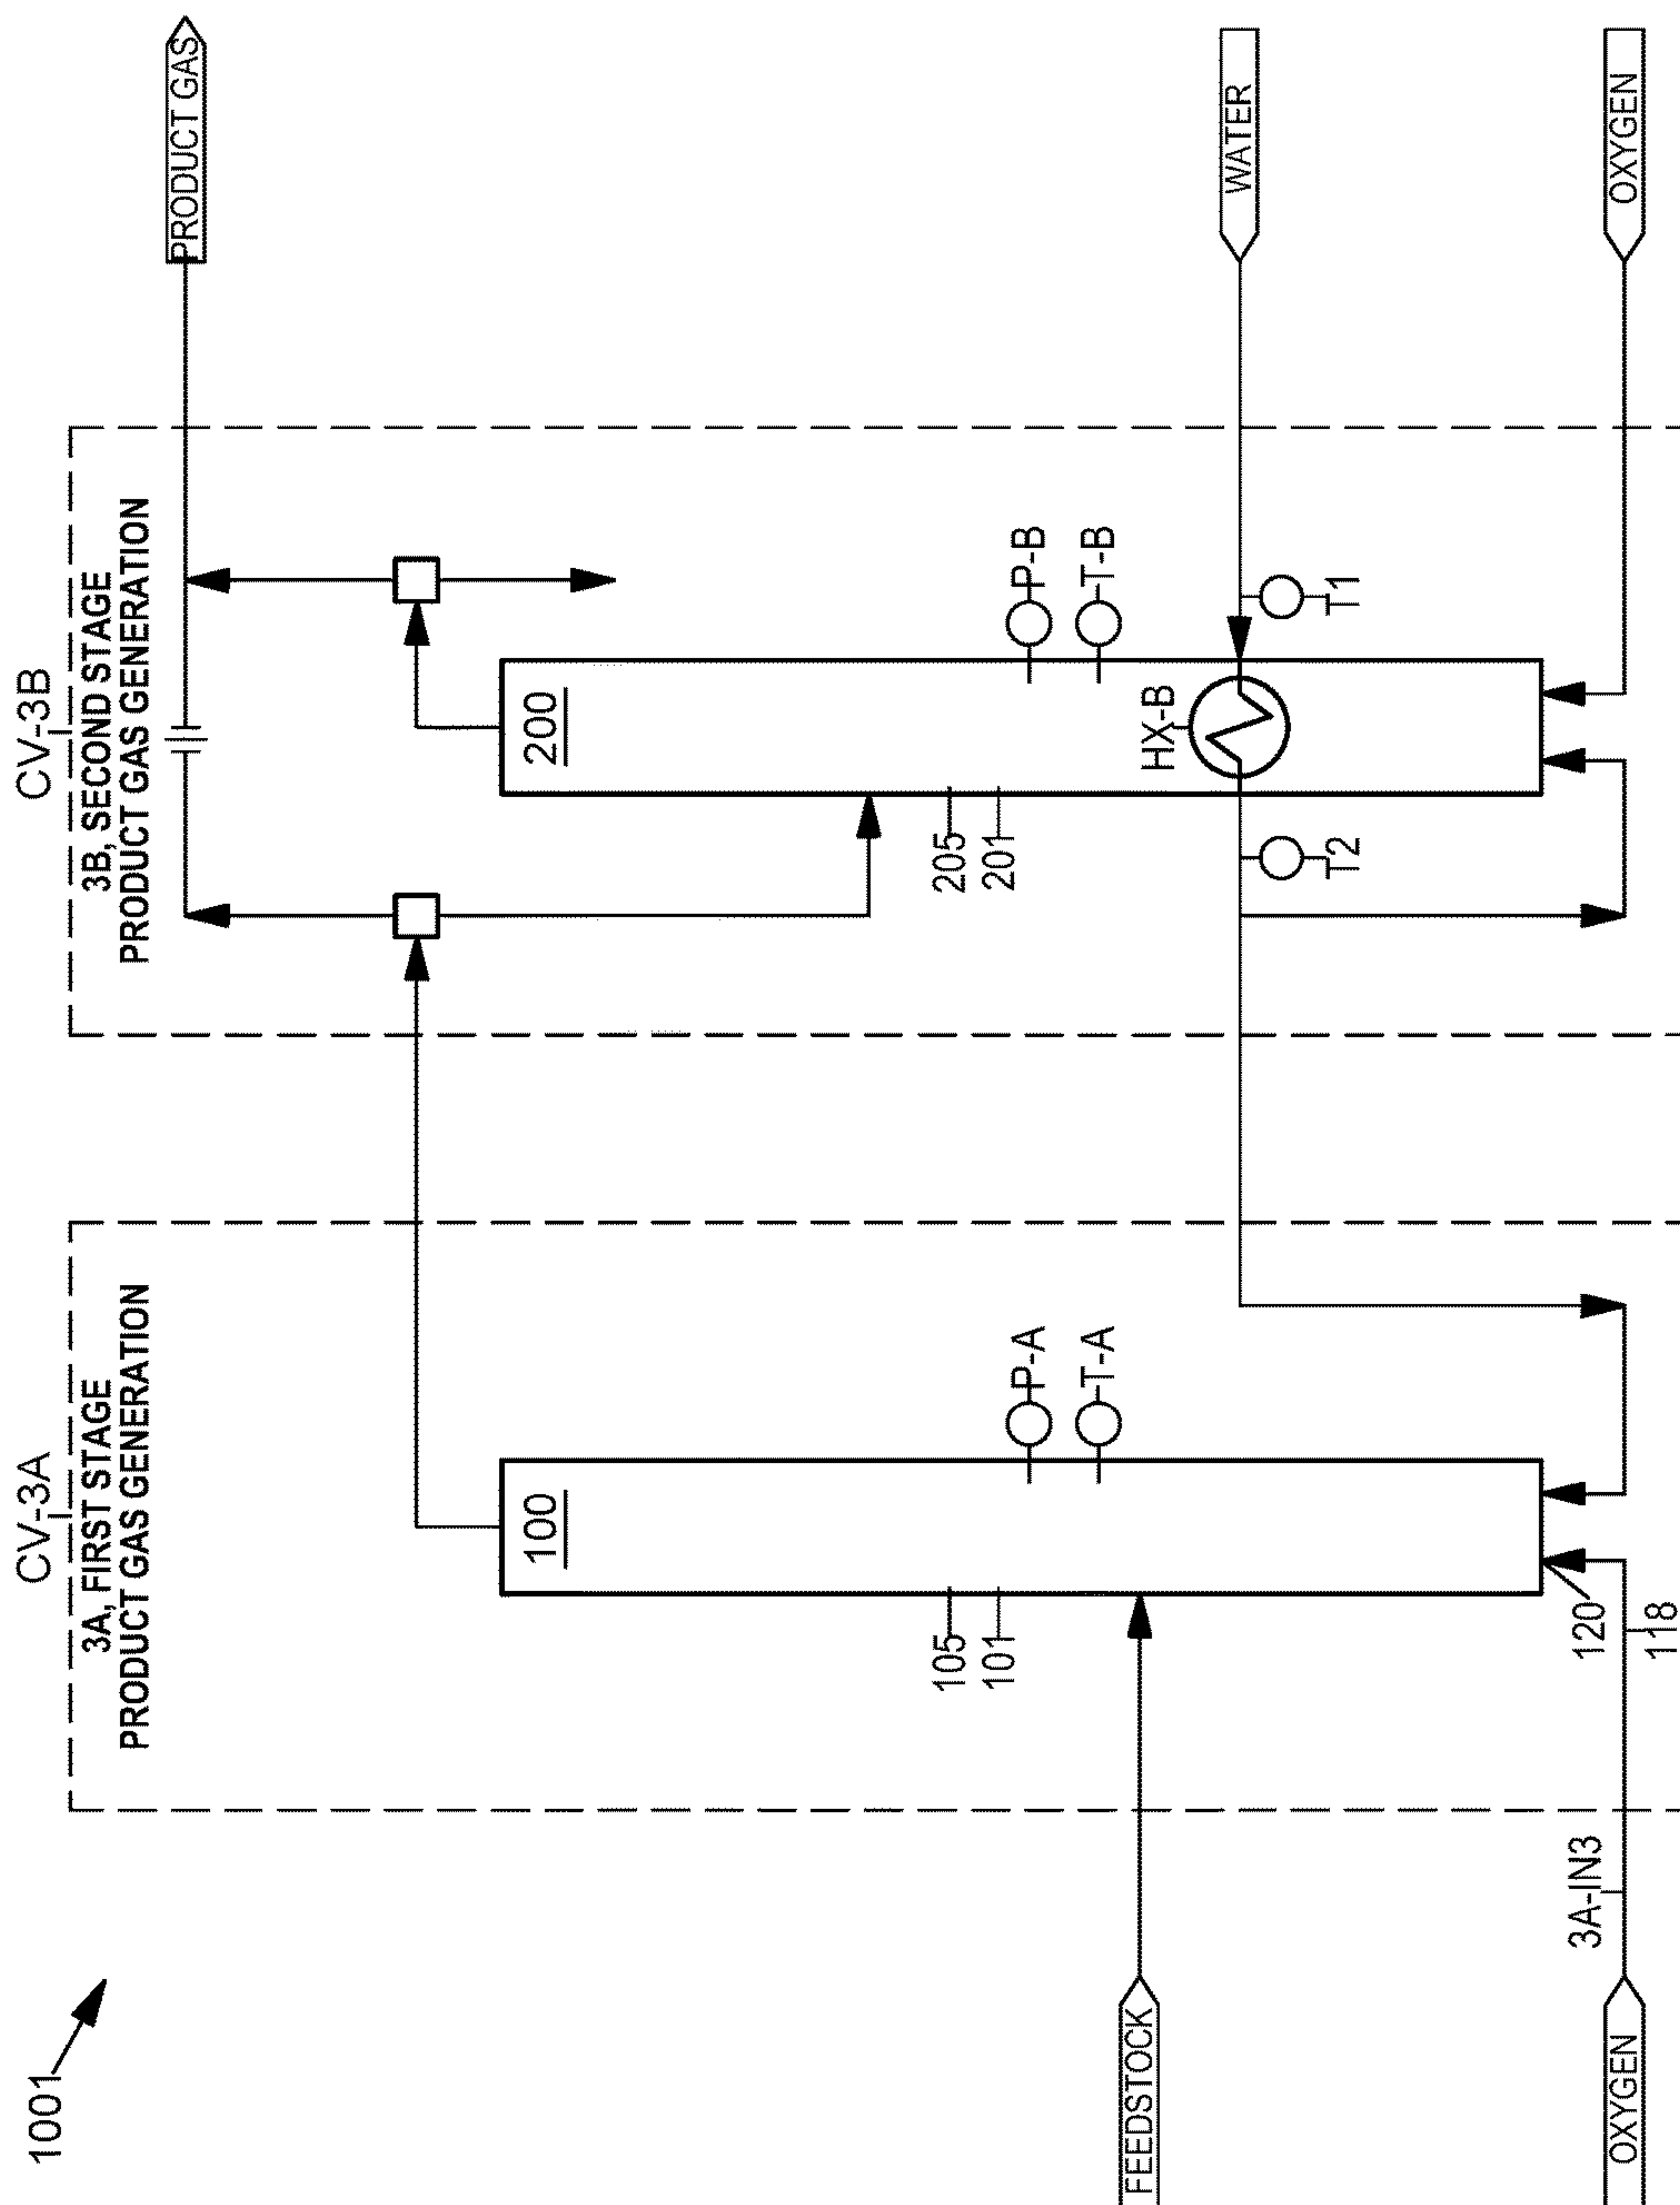 1001
CV-3A
3A, FIRST STAGE
PRODUCT GAS GENERATION
CV-3B
3B, SECOND STAGE
PRODUCT GAS GENERATION
PRODUCT GAS
100
200
105
101
P-A
T-A
205
201
P-B
T-B
HX-B
T2
T1
WATER
FEEDSTOCK
OXYGEN
3A-IN3
120
118
OXYGEN